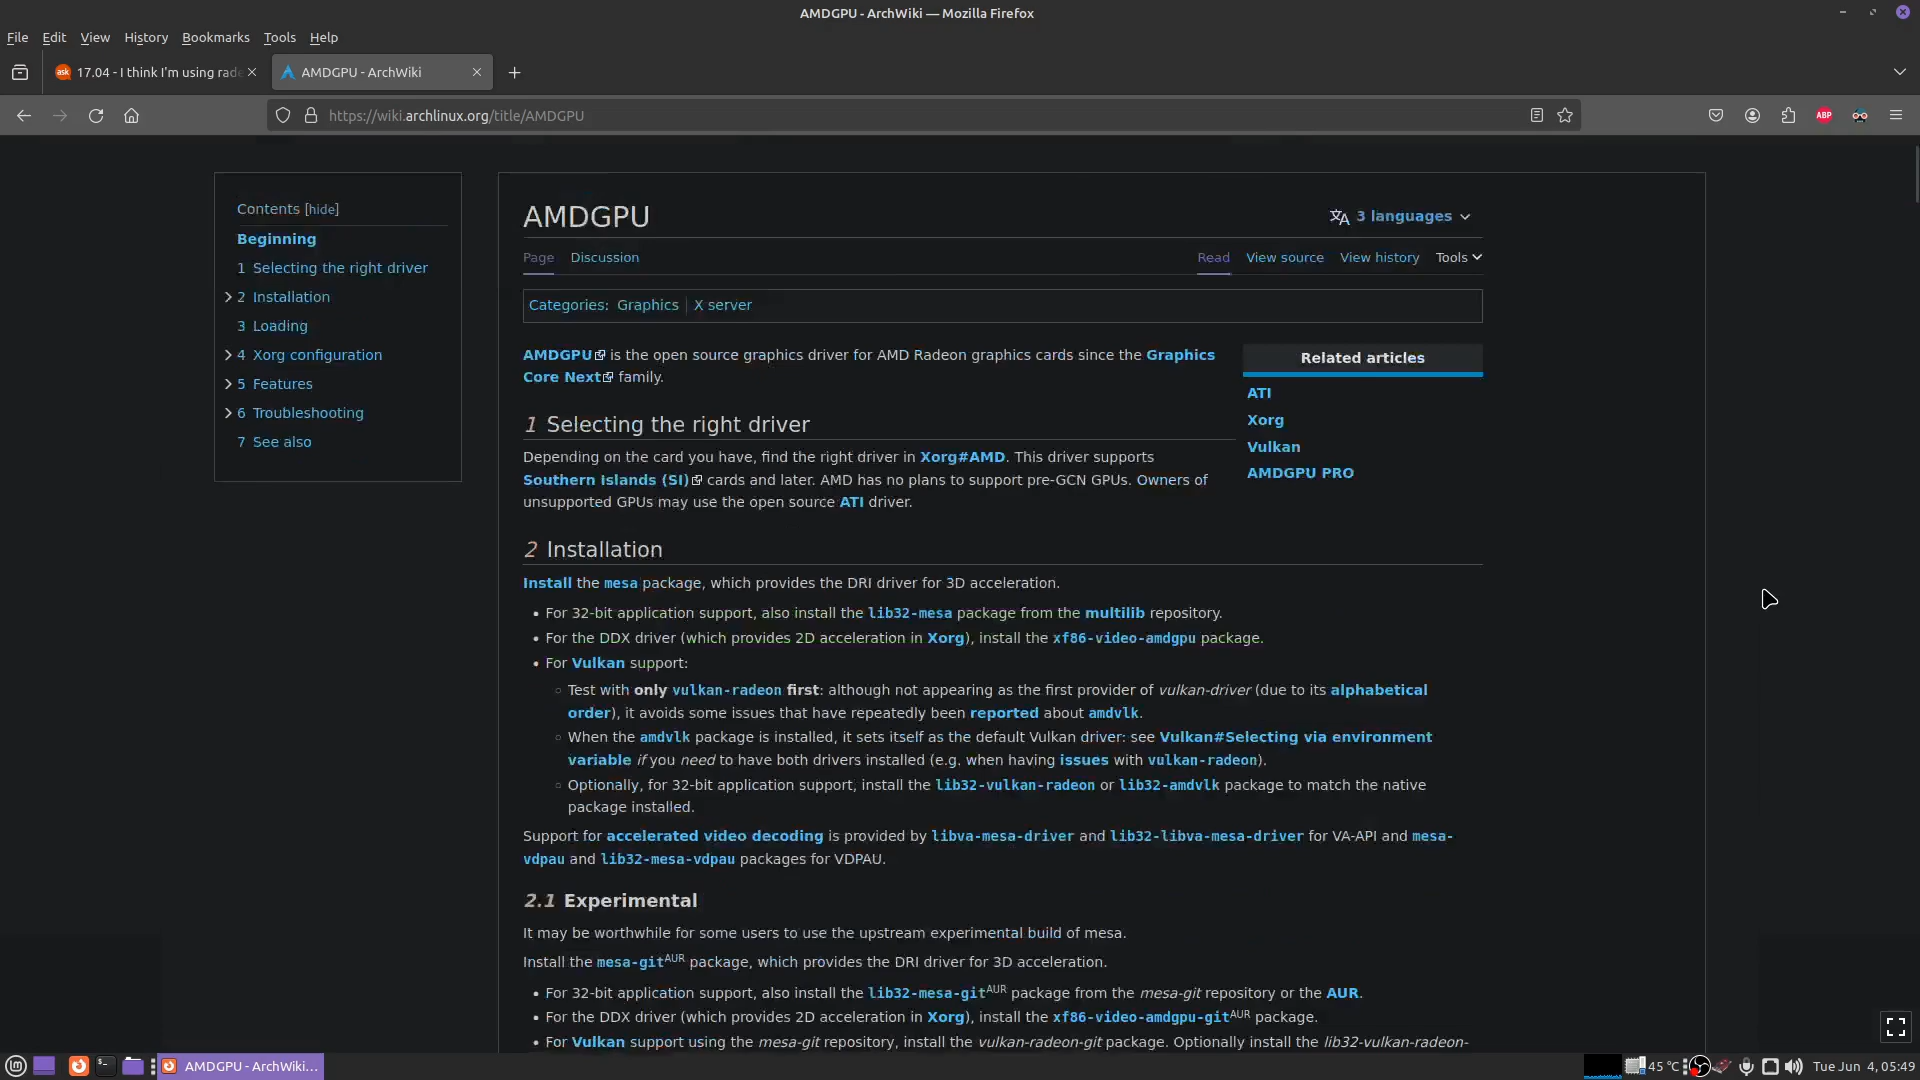 AMDGPU - ArchWiki — Mozilla Firefox
File Edit View History Bookmarks Tools Help
ask 17.04 - I think I'm using rade
AMDGPU - ArchWiki
https://wiki.archlinux.org/title/AMDGPU
ABP
Contents [hide]
Beginning
1 Selecting the right driver
2 Installation
3 Loading
4 Xorg configuration
5 Features
6 Troubleshooting
7 See also
AMDGPU
3 languages
Page Discussion
Read View source View history Tools
Categories: Graphics | X server
AMDGPU is the open source graphics driver for AMD Radeon graphics cards since the Graphics
Core Next family.
Related articles
ATI
Xorg
Vulkan
AMDGPU PRO
1 Selecting the right driver
Depending on the card you have, find the right driver in Xorg#AMD. This driver supports
Southern Islands (SI) cards and later. AMD has no plans to support pre-GCN GPUs. Owners of
unsupported GPUs may use the open source ATI driver.
2 Installation
Install the mesa package, which provides the DRI driver for 3D acceleration.
• For 32-bit application support, also install the lib32-mesa package from the multilib repository.
• For the DDX driver (which provides 2D acceleration in Xorg), install the xf86-video-amdgpu package.
• For Vulkan support:
◦ Test with only vulkan-radeon first: although not appearing as the first provider of vulkan-driver (due to its alphabetical
order), it avoids some issues that have repeatedly been reported about amdvlk.
◦ When the amdvlk package is installed, it sets itself as the default Vulkan driver: see Vulkan#Selecting via environment
variable if you need to have both drivers installed (e.g. when having issues with vulkan-radeon).
◦ Optionally, for 32-bit application support, install the lib32-vulkan-radeon or lib32-amdvlk package to match the native
package installed.
Support for accelerated video decoding is provided by libva-mesa-driver and lib32-libva-mesa-driver for VA-API and mesa-
vdpau and lib32-mesa-vdpau packages for VDPAU.
2.1 Experimental
It may be worthwhile for some users to use the upstream experimental build of mesa.
Install the mesa-gitAUR package, which provides the DRI driver for 3D acceleration.
• For 32-bit application support, also install the lib32-mesa-gitAUR package from the mesa-git repository or the AUR.
• For the DDX driver (which provides 2D acceleration in Xorg), install the xf86-video-amdgpu-gitAUR package.
• For Vulkan support using the mesa-git repository, install the vulkan-radeon-git package. Optionally install the lib32-vulkan-radeon-
AMDGPU - ArchWiki...
45 °C
Tue Jun 4, 05:49